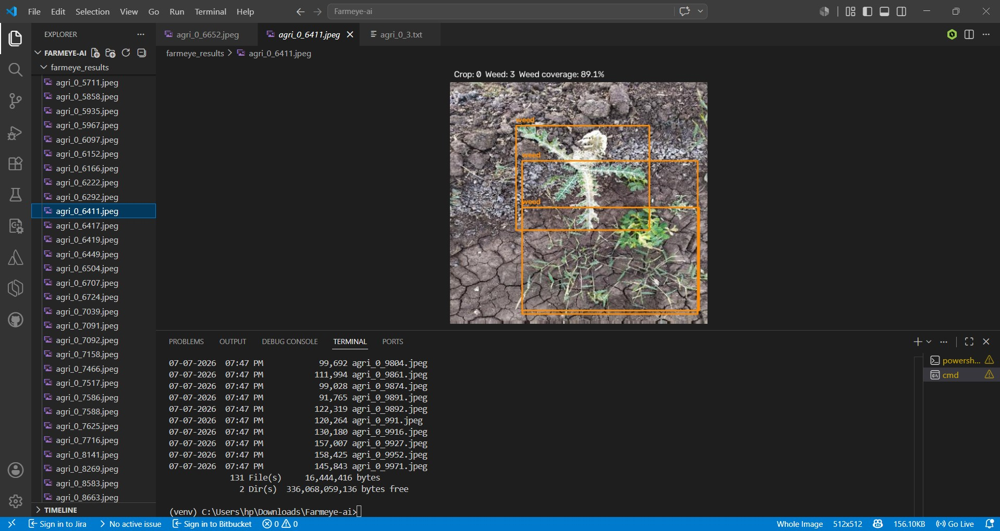 File Edit Selection View Go Run Terminal Help
Farmeye-ai
EXPLORER
FARMEYE-AI
farmeye_results
agri_0_5711.jpeg
agri_0_5858.jpeg
agri_0_5935.jpeg
agri_0_5967.jpeg
agri_0_6097.jpeg
agri_0_6152.jpeg
agri_0_6166.jpeg
agri_0_6222.jpeg
agri_0_6292.jpeg
agri_0_6411.jpeg
agri_0_6417.jpeg
agri_0_6419.jpeg
agri_0_6449.jpeg
agri_0_6504.jpeg
agri_0_6707.jpeg
agri_0_6724.jpeg
agri_0_7039.jpeg
agri_0_7091.jpeg
agri_0_7092.jpeg
agri_0_7158.jpeg
agri_0_7466.jpeg
agri_0_7517.jpeg
agri_0_7586.jpeg
agri_0_7588.jpeg
agri_0_7625.jpeg
agri_0_7716.jpeg
agri_0_8141.jpeg
agri_0_8269.jpeg
agri_0_8583.jpeg
agri_0_8663.jpeg
TIMELINE
agri_0_6652.jpeg agri_0_6411.jpeg agri_0_3.txt
farmeye_results > agri_0_6411.jpeg
Crop: 0 Weed: 3 Weed coverage: 89.1%
weed
weed
weed
PROBLEMS OUTPUT DEBUG CONSOLE TERMINAL PORTS
07-07-2026 07:47 PM 99,692 agri_0_9804.jpeg
07-07-2026 07:47 PM 111,994 agri_0_9861.jpeg
07-07-2026 07:47 PM 99,028 agri_0_9874.jpeg
07-07-2026 07:47 PM 91,765 agri_0_9891.jpeg
07-07-2026 07:47 PM 122,319 agri_0_9892.jpeg
07-07-2026 07:47 PM 120,264 agri_0_991.jpeg
07-07-2026 07:47 PM 130,180 agri_0_9916.jpeg
07-07-2026 07:47 PM 157,007 agri_0_9927.jpeg
07-07-2026 07:47 PM 158,425 agri_0_9952.jpeg
07-07-2026 07:47 PM 145,843 agri_0_9971.jpeg
131 File(s) 16,444,416 bytes
2 Dir(s) 336,068,059,136 bytes free
(venv) C:\Users\hp\Downloads\Farmeye-ai>
powersh...
cmd
Sign in to Jira No active issue Sign in to Bitbucket 0 0 Whole Image 512x512 156.10KB Go Live